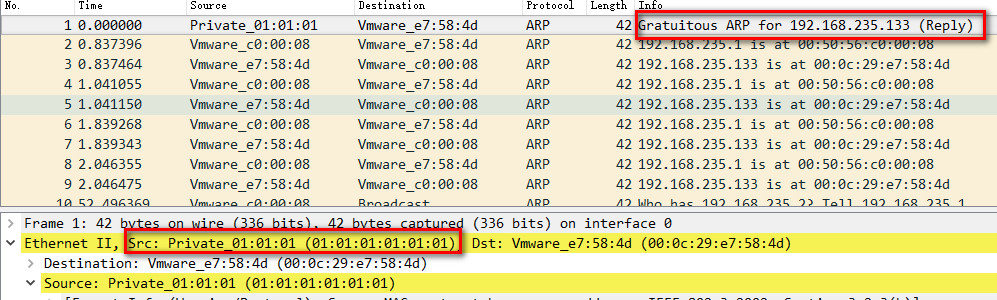 No. Time Source Destination Protocol Length Info
1 0.000000 Private_01:01:01 Vmware_e7:58:4d ARP 42 Gratuitous ARP for 192.168.235.133 (Reply)
2 0.837396 Vmware_c0:00:08 Vmware_e7:58:4d ARP 42 192.168.235.1 is at 00:50:56:c0:00:08
3 0.837464 Vmware_e7:58:4d Vmware_c0:00:08 ARP 42 192.168.235.133 is at 00:0c:29:e7:58:4d
4 1.041055 Vmware_c0:00:08 Vmware_e7:58:4d ARP 42 192.168.235.1 is at 00:50:56:c0:00:08
5 1.041150 Vmware_e7:58:4d Vmware_c0:00:08 ARP 42 192.168.235.133 is at 00:0c:29:e7:58:4d
6 1.839268 Vmware_c0:00:08 Vmware_e7:58:4d ARP 42 192.168.235.1 is at 00:50:56:c0:00:08
7 1.839343 Vmware_e7:58:4d Vmware_c0:00:08 ARP 42 192.168.235.133 is at 00:0c:29:e7:58:4d
8 2.046355 Vmware_c0:00:08 Vmware_e7:58:4d ARP 42 192.168.235.1 is at 00:50:56:c0:00:08
9 2.046475 Vmware_e7:58:4d Vmware_c0:00:08 ARP 42 192.168.235.133 is at 00:0c:29:e7:58:4d
10 52.496369 Vmware_c0:00:08 Broadcast ARP 42 Who has 192.168.235.2? Tell 192.168.235.1
Frame 1: 42 bytes on wire (336 bits), 42 bytes captured (336 bits) on interface 0
Ethernet II, Src: Private_01:01:01 (01:01:01:01:01:01), Dst: Vmware_e7:58:4d (00:0c:29:e7:58:4d)
Destination: Vmware_e7:58:4d (00:0c:29:e7:58:4d)
Source: Private_01:01:01 (01:01:01:01:01:01)